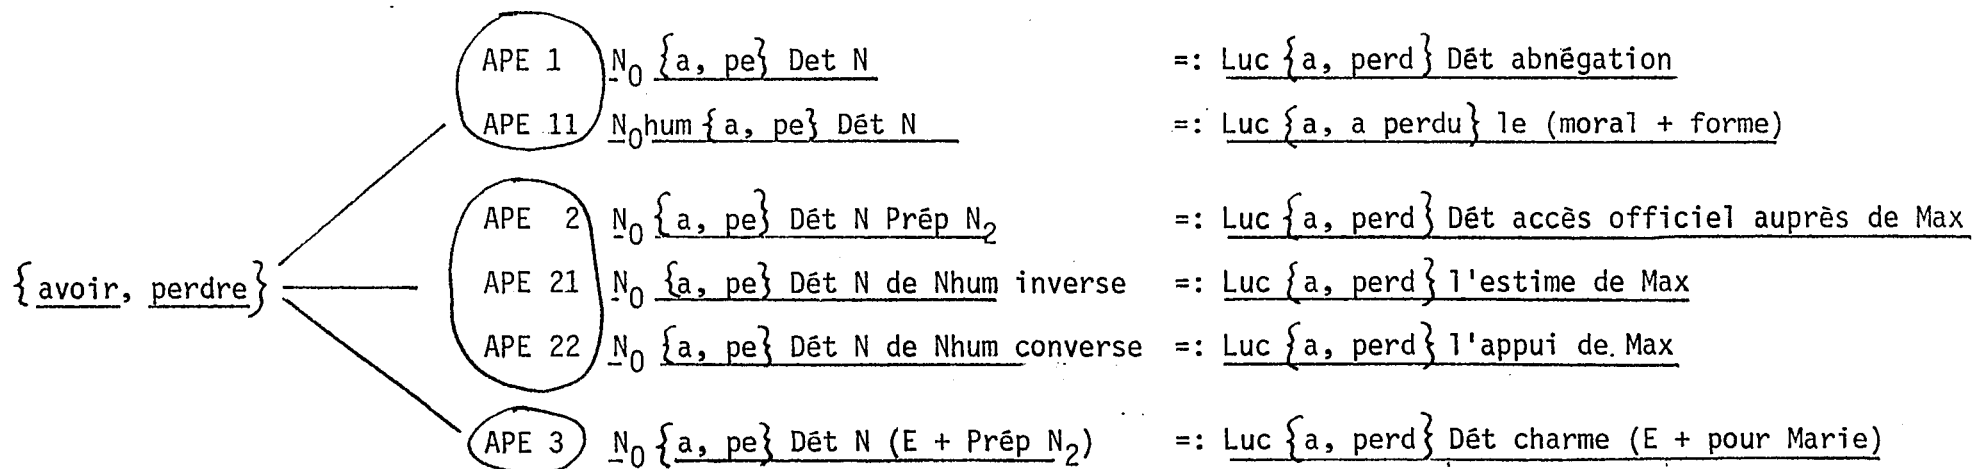 APE 1 N0 {a, pe} Det N =: Luc {a, perd} Dét abnégation
APE 11 N0hum {a, pe} Dét N =: Luc {a, a perdu} le (moral + forme)
APE 2 N0 {a, pe} Dét N Prép N2 =: Luc {a, perd} Dét accès officiel auprès de Max
{avoir, perdre} APE 21 N0 {a, pe} Dét N de Nhum inverse =: Luc {a, perd} l'estime de Max
APE 22 N0 {a, pe} Dét N de Nhum converse =: Luc {a, perd} l'appui de Max
APE 3 N0 {a, pe} Dét N (E + Prép N2) =: Luc {a, perd} Dét charme (E + pour Marie)